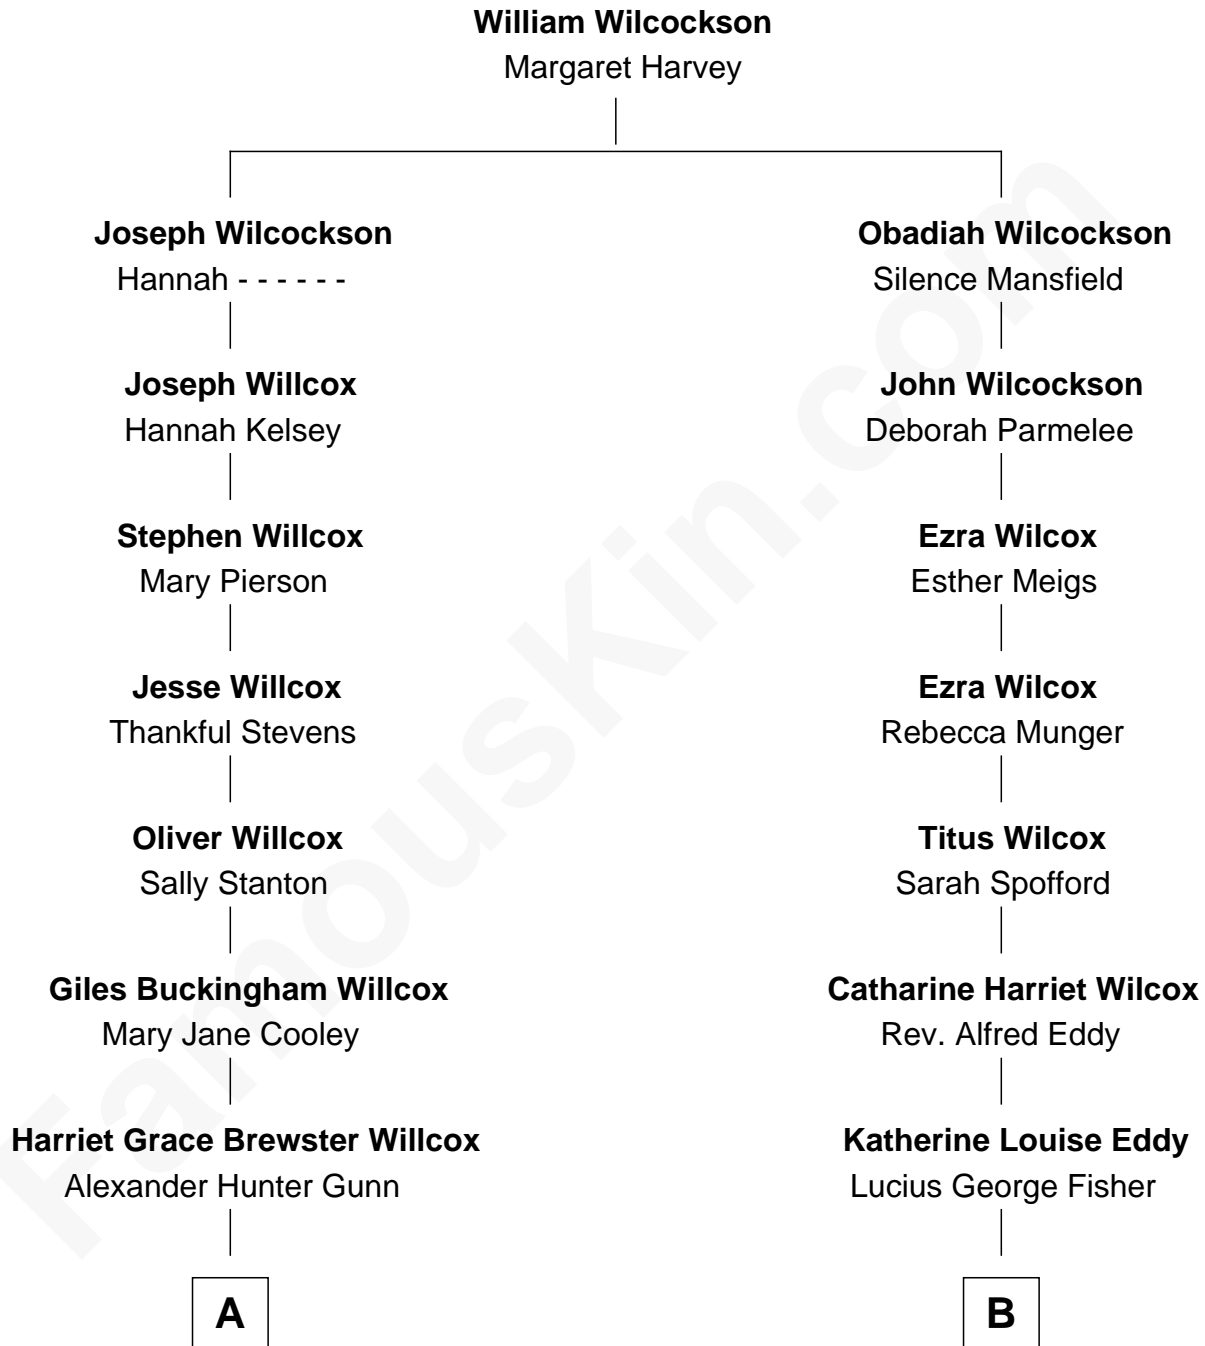 William Wilcockson
Margaret Harvey
Joseph Wilcockson
Hannah - - - - - -
Obadiah Wilcockson
Silence Mansfield
Joseph Willcox
Hannah Kelsey
John Wilcockson
Deborah Parmelee
Stephen Willcox
Mary Pierson
Ezra Wilcox
Esther Meigs
Jesse Willcox
Thankful Stevens
Ezra Wilcox
Rebecca Munger
Oliver Willcox
Sally Stanton
Titus Wilcox
Sarah Spofford
Giles Buckingham Willcox
Mary Jane Cooley
Catharine Harriet Wilcox
Rev. Alfred Eddy
Harriet Grace Brewster Willcox
Alexander Hunter Gunn
Katherine Louise Eddy
Lucius George Fisher
A
B
FamousKin.com